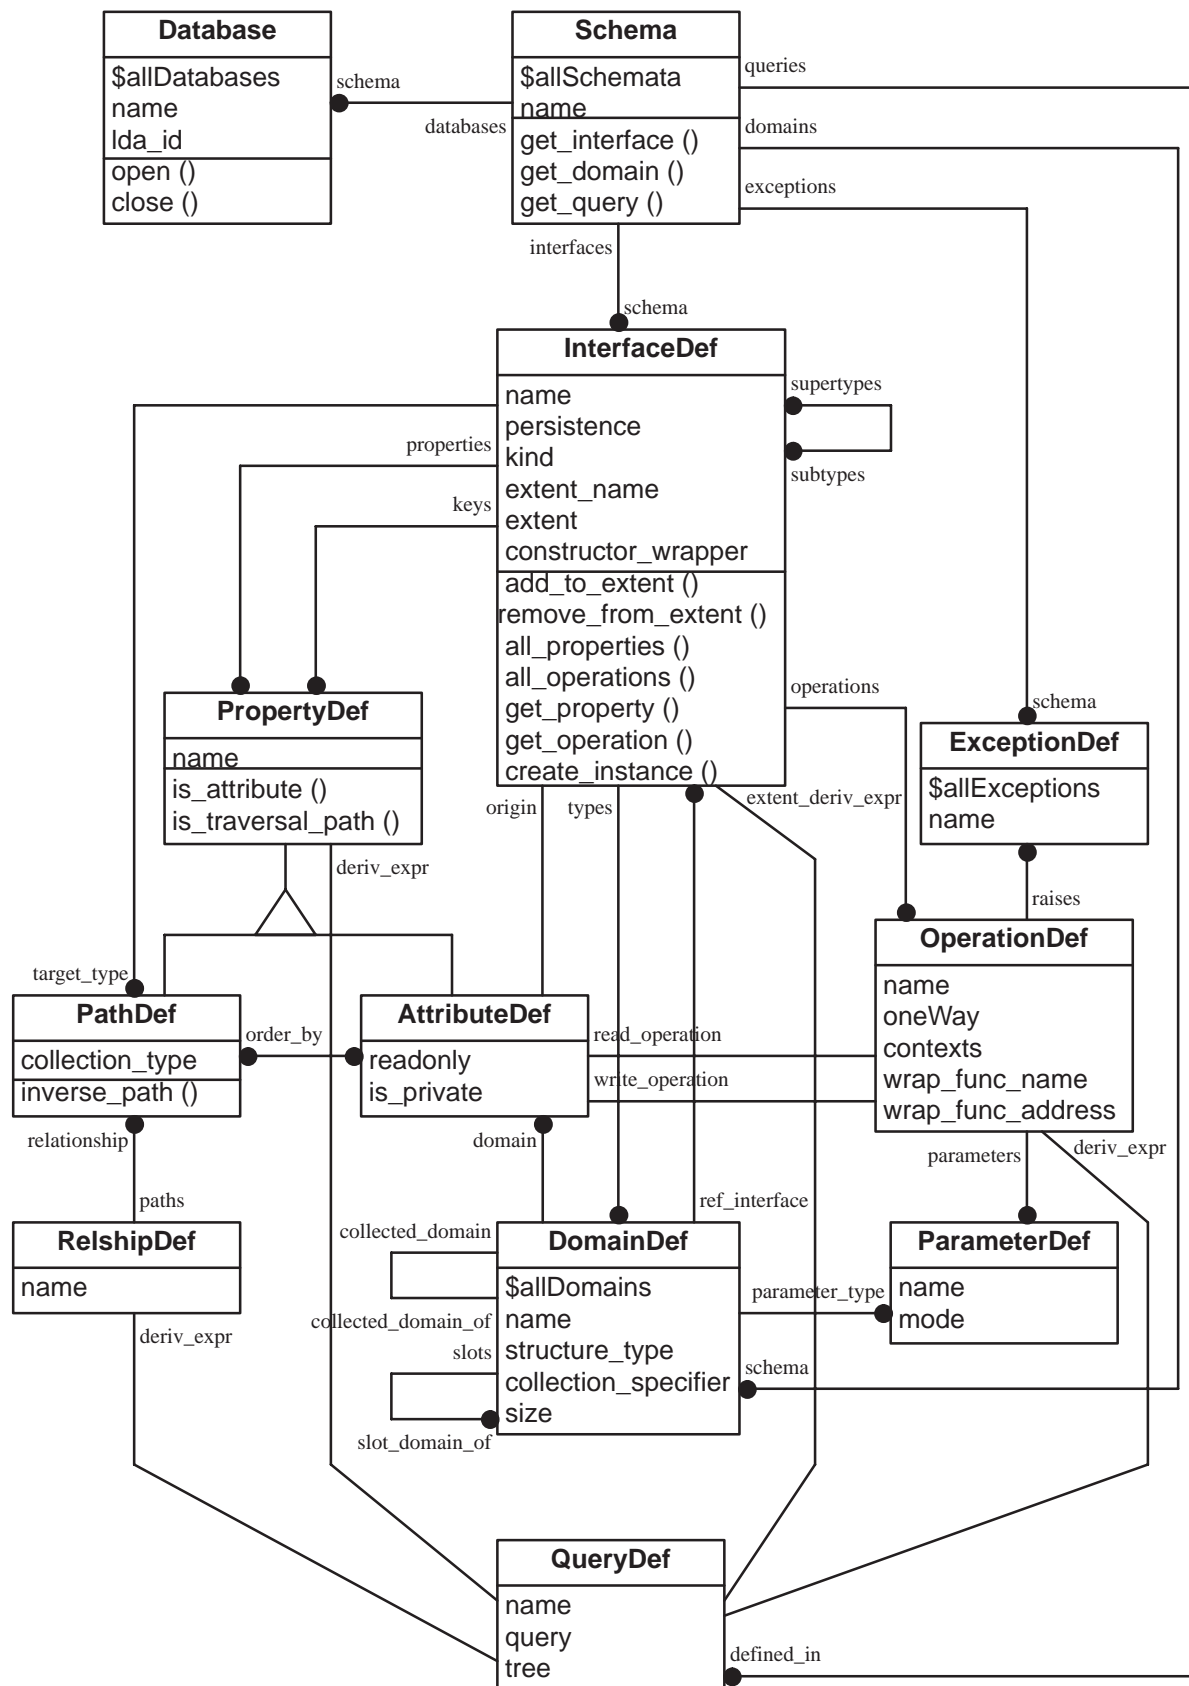 Database
$allDatabases
name
lda_id
open ()
close ()
schema
databases
Schema
$allSchemata
name
get_interface ()
get_domain ()
get_query ()
queries
domains
exceptions
interfaces
schema
InterfaceDef
name
persistence
kind
extent_name
extent
constructor_wrapper
add_to_extent ()
remove_from_extent ()
all_properties ()
all_operations ()
get_property ()
get_operation ()
create_instance ()
supertypes
subtypes
properties
keys
operations
schema
PropertyDef
name
is_attribute ()
is_traversal_path ()
ExceptionDef
$allExceptions
name
origin
types
extent_deriv_expr
deriv_expr
raises
OperationDef
name
oneWay
contexts
wrap_func_name
wrap_func_address
target_type
PathDef
collection_type
inverse_path ()
order_by
AttributeDef
readonly
is_private
read_operation
write_operation
relationship
domain
parameters
deriv_expr
paths
ref_interface
RelshipDef
name
collected_domain
collected_domain_of
slots
slot_domain_of
DomainDef
$allDomains
name
structure_type
collection_specifier
size
parameter_type
schema
ParameterDef
name
mode
deriv_expr
QueryDef
name
query
tree
defined_in